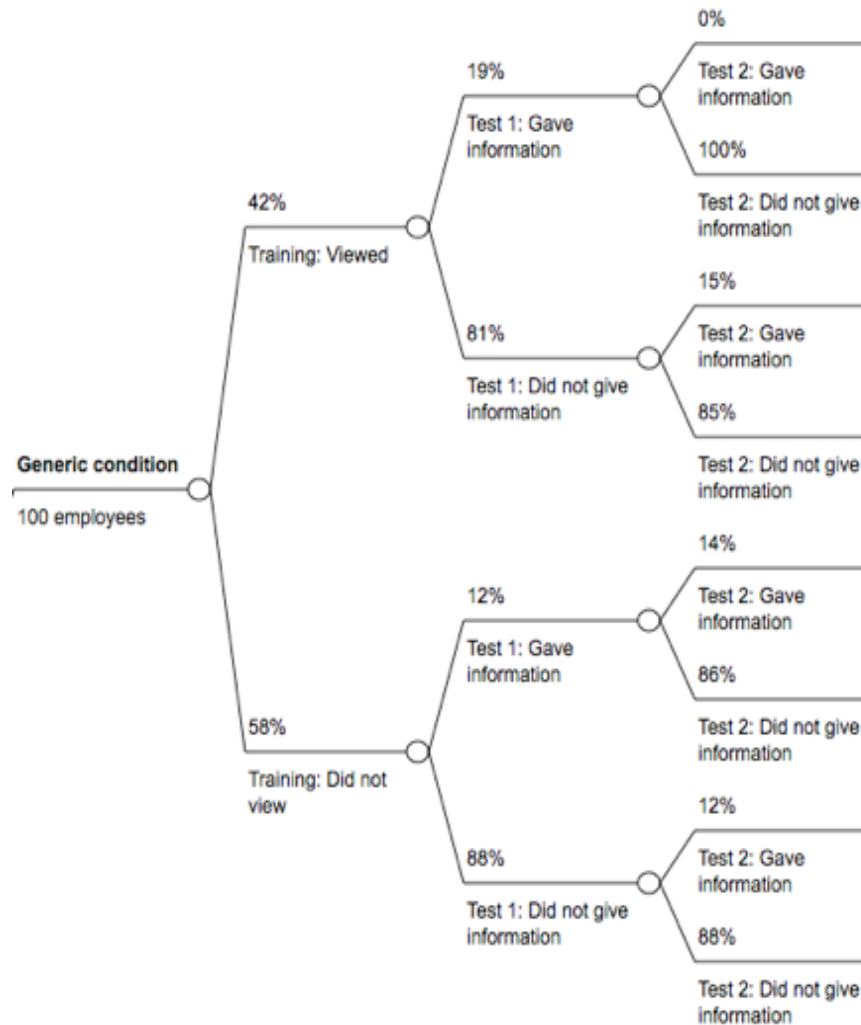 0%
Test 2: Gave
information
19%
Test 1: Gave
information
100%
Test 2: Did not give
information
42%
Training: Viewed
15%
Test 2: Gave
information
81%
Test 1: Did not give
information
85%
Test 2: Did not give
information
Generic condition
100 employees
14%
Test 2: Gave
information
12%
Test 1: Gave
information
86%
Test 2: Did not give
information
58%
Training: Did not
view
12%
Test 2: Gave
information
88%
Test 1: Did not give
information
88%
Test 2: Did not give
information